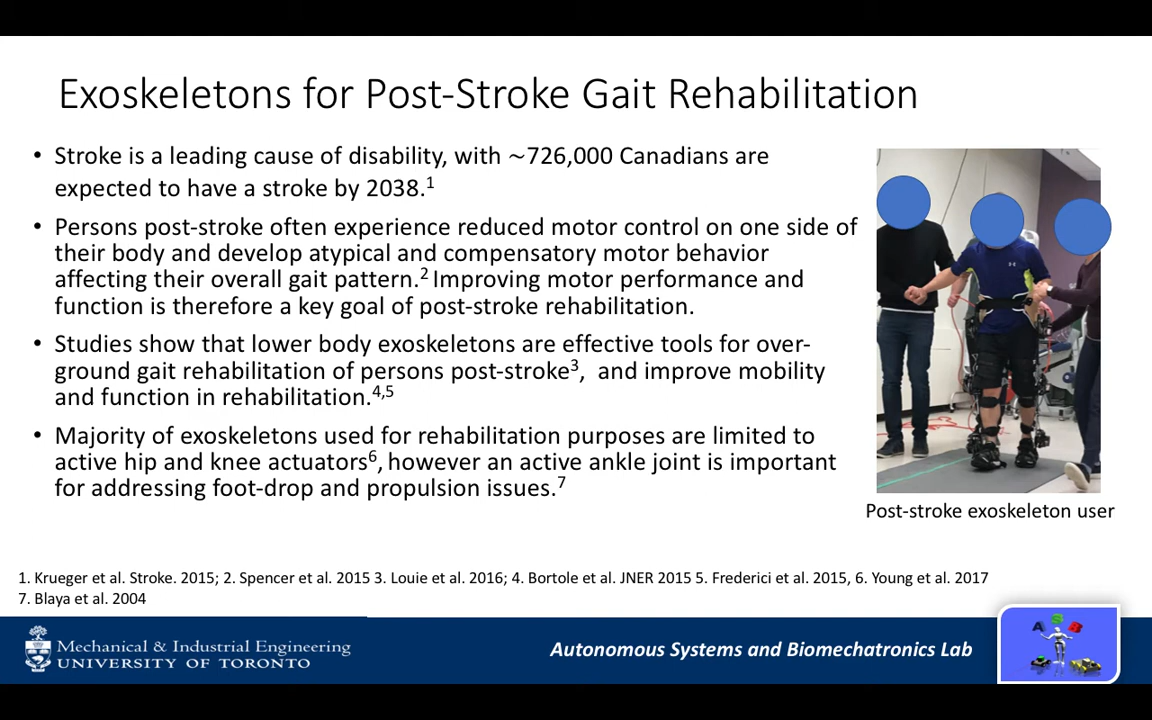 Exoskeletons for Post-Stroke Gait Rehabilitation
• Stroke is a leading cause of disability, with ~726,000 Canadians are
expected to have a stroke by 2038.1
• Persons post-stroke often experience reduced motor control on one side of
their body and develop atypical and compensatory motor behavior
affecting their overall gait pattern.2 Improving motor performance and
function is therefore a key goal of post-stroke rehabilitation.
• Studies show that lower body exoskeletons are effective tools for over-
ground gait rehabilitation of persons post-stroke3, and improve mobility
and function in rehabilitation.4,5
• Majority of exoskeletons used for rehabilitation purposes are limited to
active hip and knee actuators6, however an active ankle joint is important
for addressing foot-drop and propulsion issues.7
Post-stroke exoskeleton user
1. Krueger et al. Stroke. 2015; 2. Spencer et al. 2015 3. Louie et al. 2016; 4. Bortole et al. JNER 2015 5. Frederici et al. 2015, 6. Young et al. 2017
7. Blaya et al. 2004
Mechanical & Industrial Engineering
UNIVERSITY OF TORONTO
Autonomous Systems and Biomechatronics Lab
A S B